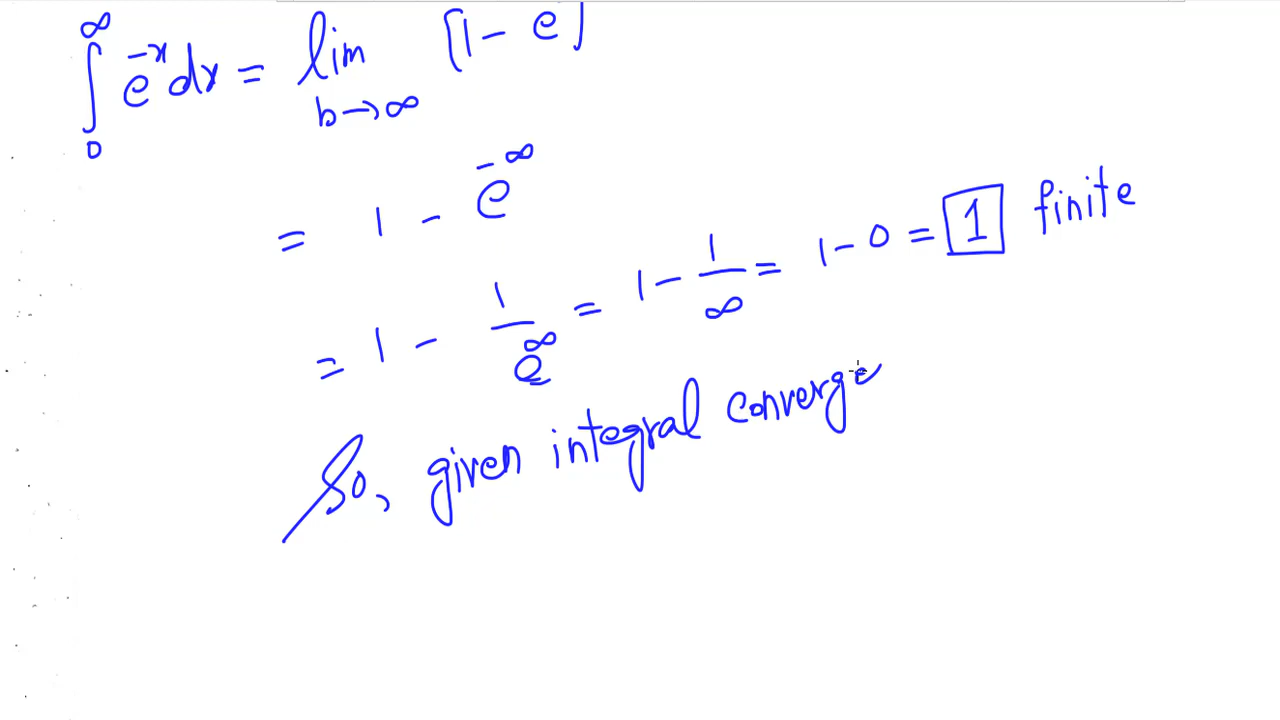 ∫₀^∞ e^{-x} dx = lim_{b→∞} [1 - e]
= 1 - e^{-∞}
= 1 - 1/e^∞ = 1 - 1/∞ = 1 - 0 = 1 finite
So, given integral converge